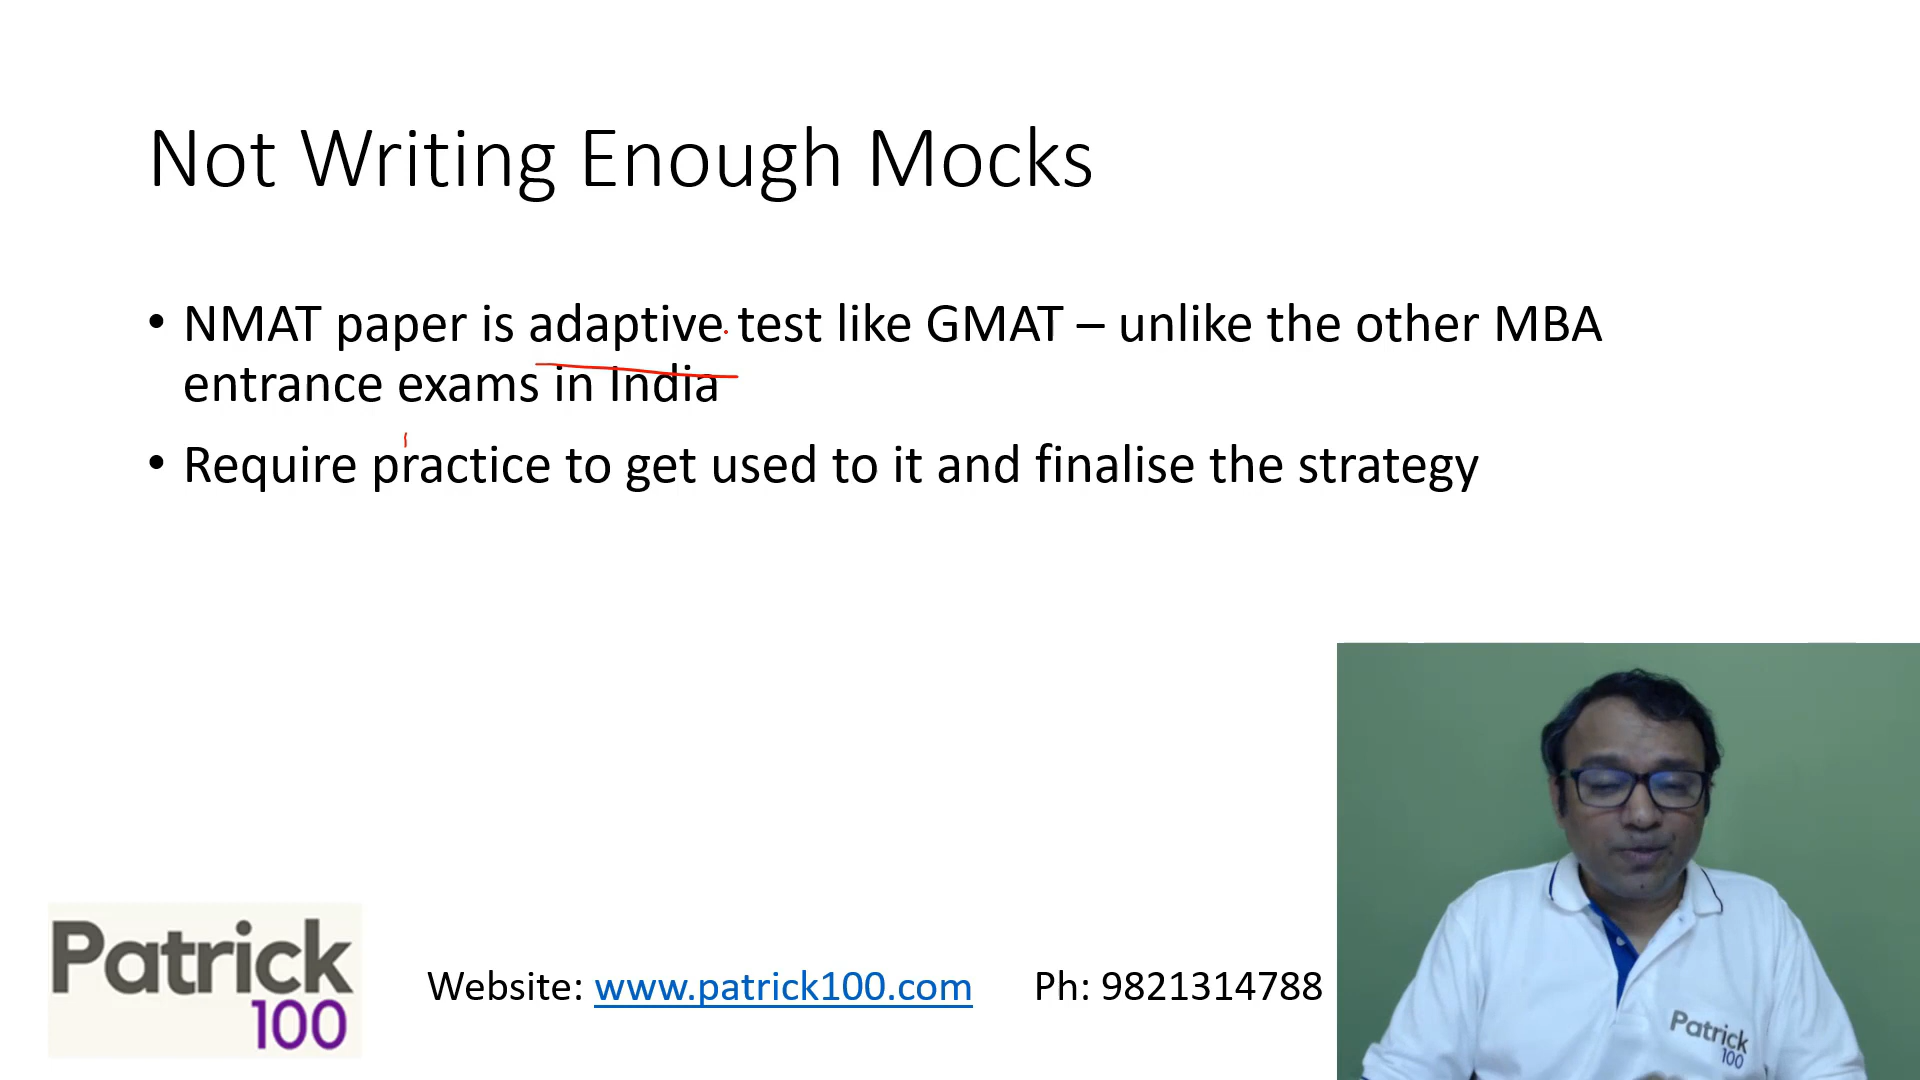 Not Writing Enough Mocks
• NMAT paper is adaptive test like GMAT – unlike the other MBA
entrance exams in India
• Require practice to get used to it and finalise the strategy
Patrick
100
Website: www.patrick100.com Ph: 9821314788
Patrick
100